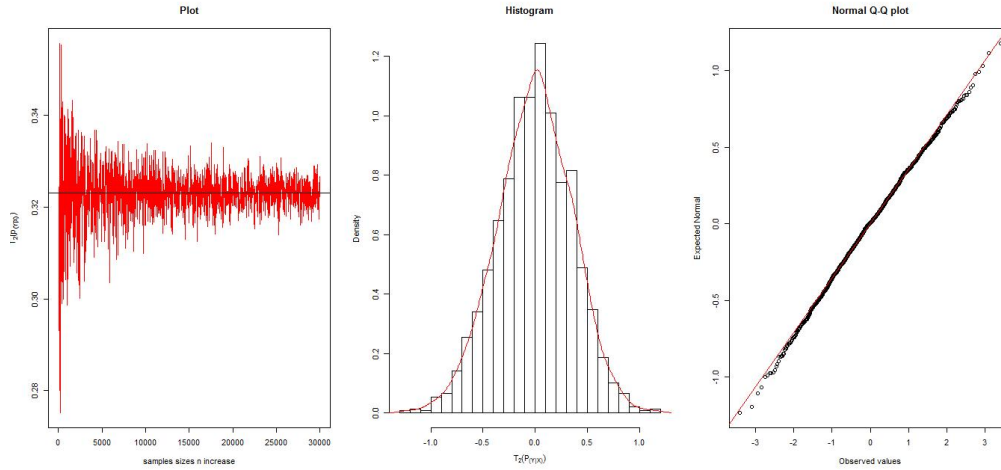 Plot
0.34
0.32
0.30
0.28
0 5000 10000 15000 20000 25000 30000
samples sizes n increase
Histogram
Density
1.2
1.0
0.8
0.6
0.4
0.2
0.0
-1.0 -0.5 0.0 0.5 1.0
T2(P(Y|X))
Normal Q-Q plot
Expected Normal
1.0
0.5
0.0
-0.5
-1.0
-3 -2 -1 0 1 2 3
Observed values